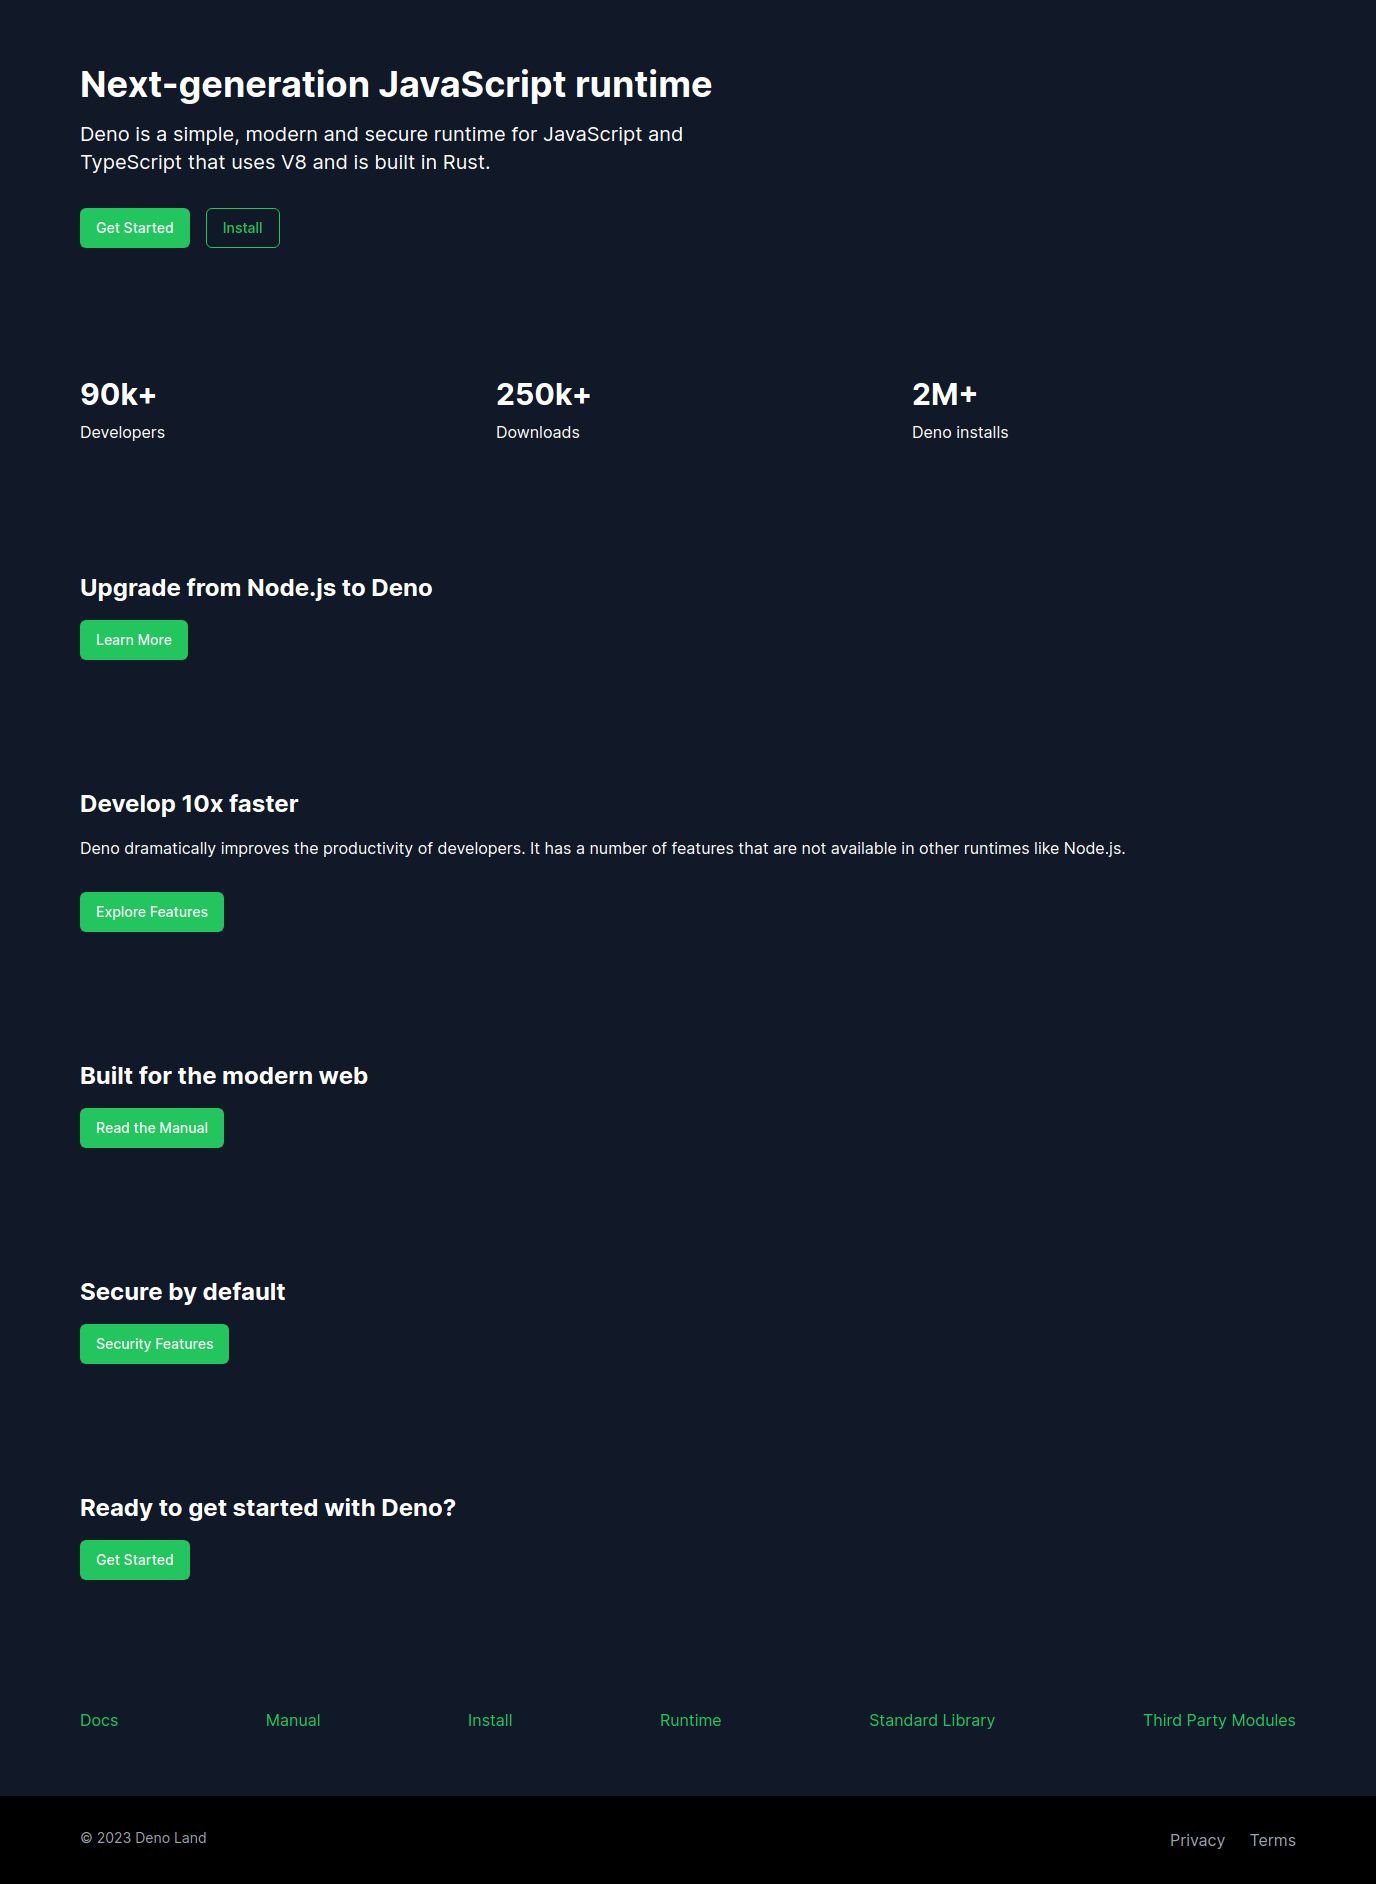 Next-generation JavaScript runtime
Deno is a simple, modern and secure runtime for JavaScript and
TypeScript that uses V8 and is built in Rust.
Get Started Install
90k+ 250k+ 2M+
Developers Downloads Deno installs
Upgrade from Node.js to Deno
Learn More
Develop 10x faster
Deno dramatically improves the productivity of developers. It has a number of features that are not available in other runtimes like Node.js.
Explore Features
Built for the modern web
Read the Manual
Secure by default
Security Features
Ready to get started with Deno?
Get Started
Docs Manual Install Runtime Standard Library Third Party Modules
© 2023 Deno Land Privacy Terms